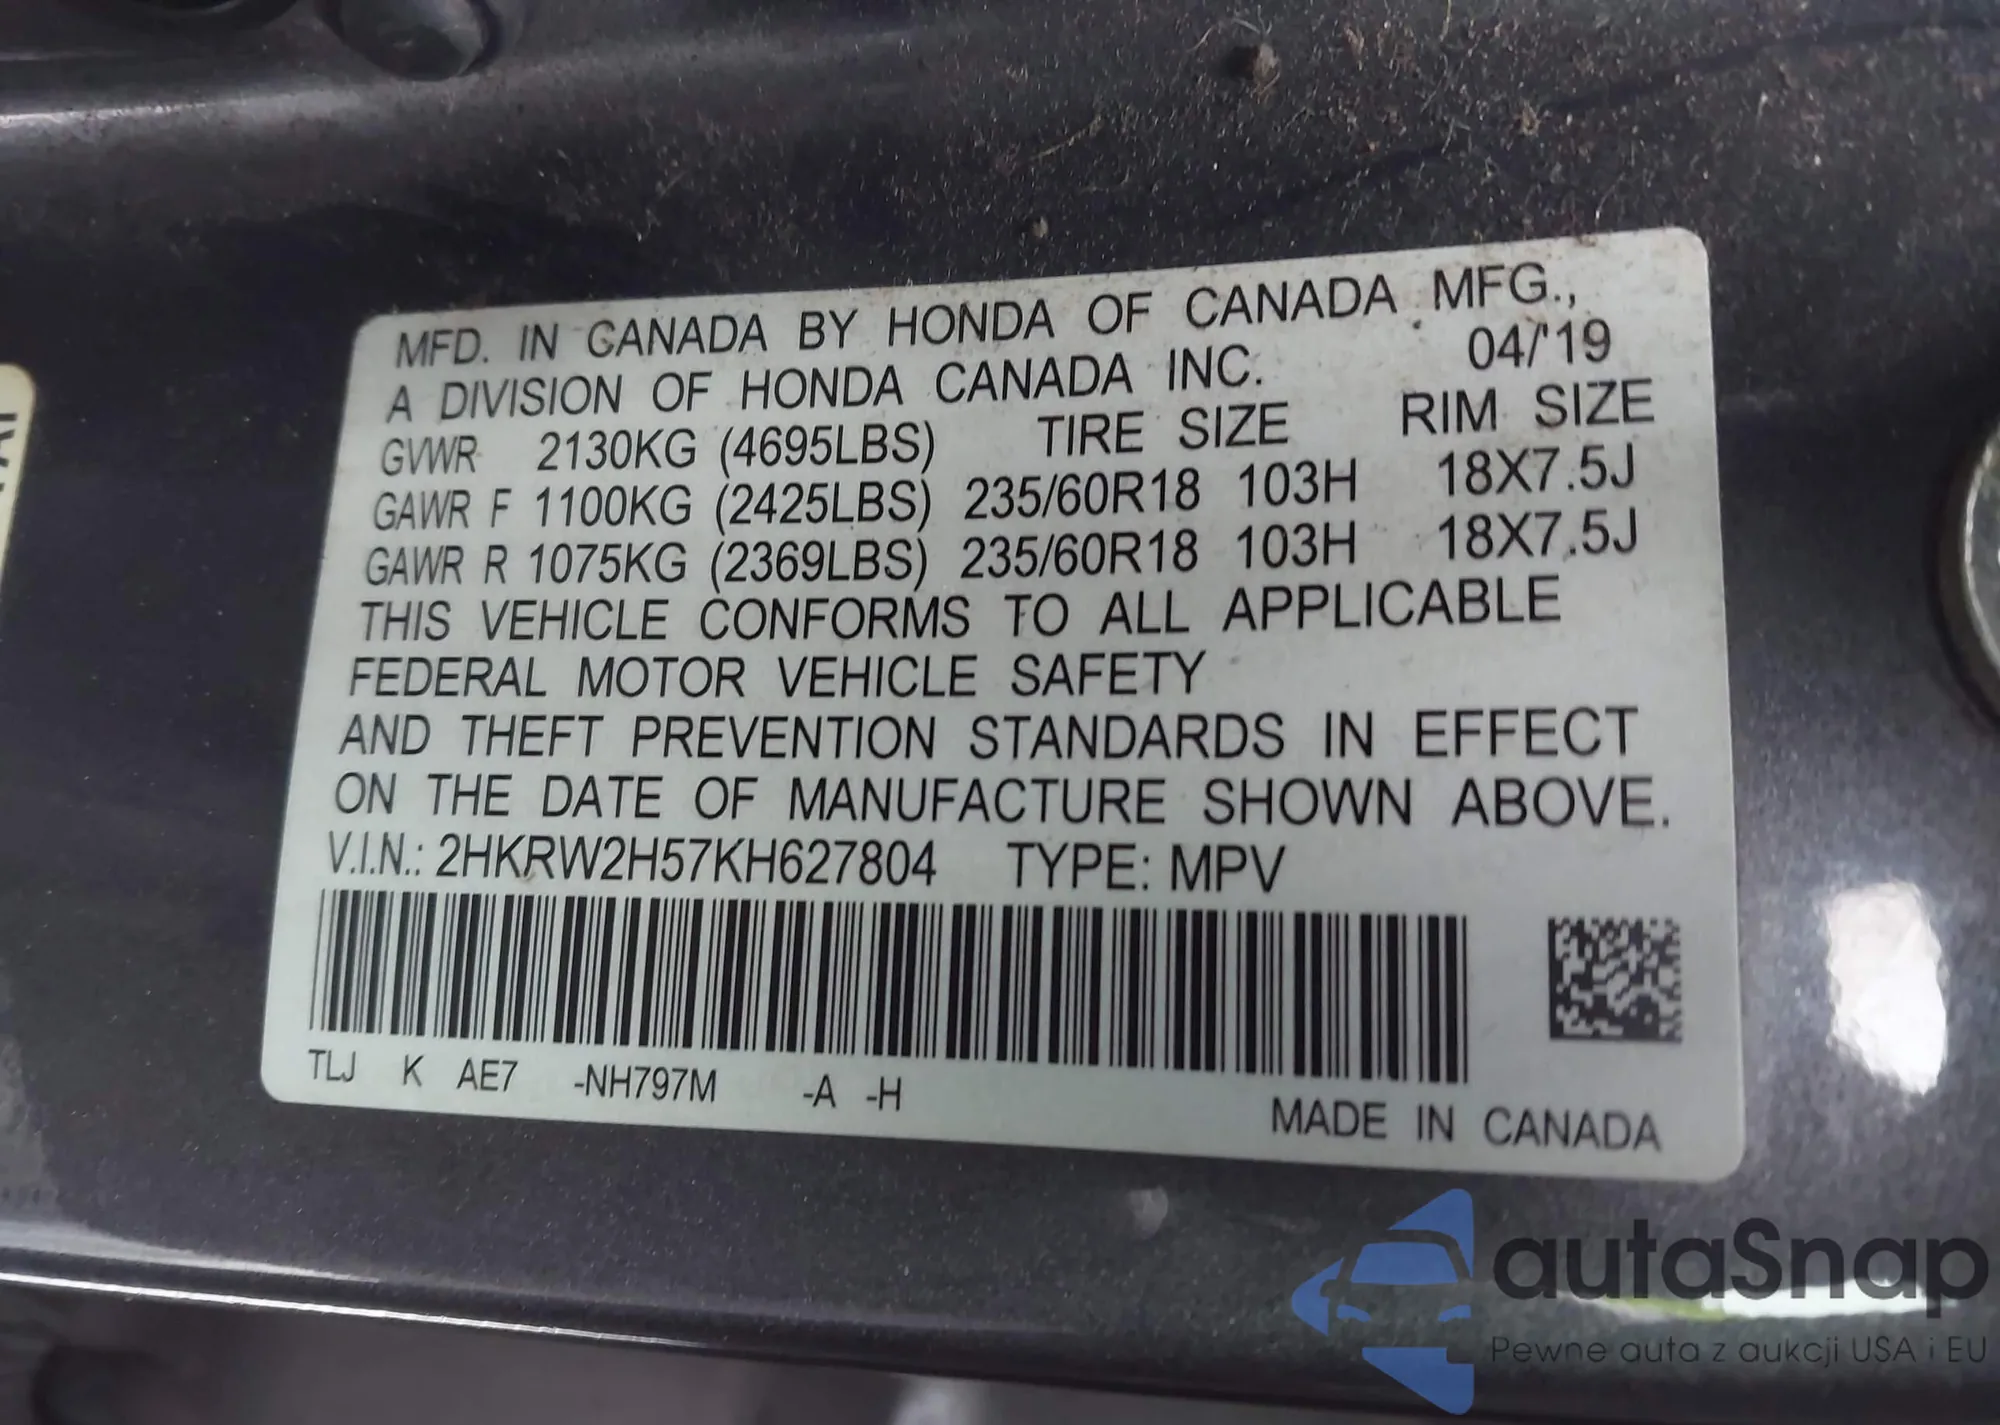 MFD. IN CANADA BY HONDA OF CANADA MFG.,
A DIVISION OF HONDA CANADA INC. 04/'19
GVWR 2130KG (4695LBS) TIRE SIZE RIM SIZE
GAWR F 1100KG (2425LBS) 235/60R18 103H 18X7.5J
GAWR R 1075KG (2369LBS) 235/60R18 103H 18X7.5J
THIS VEHICLE CONFORMS TO ALL APPLICABLE
FEDERAL MOTOR VEHICLE SAFETY
AND THEFT PREVENTION STANDARDS IN EFFECT
ON THE DATE OF MANUFACTURE SHOWN ABOVE.
V.I.N.: 2HKRW2H57KH627804 TYPE: MPV
TLJ K AE7 -NH797M -A -H
MADE IN CANADA
autaSnap
Pewne auta z aukcji USA i EU